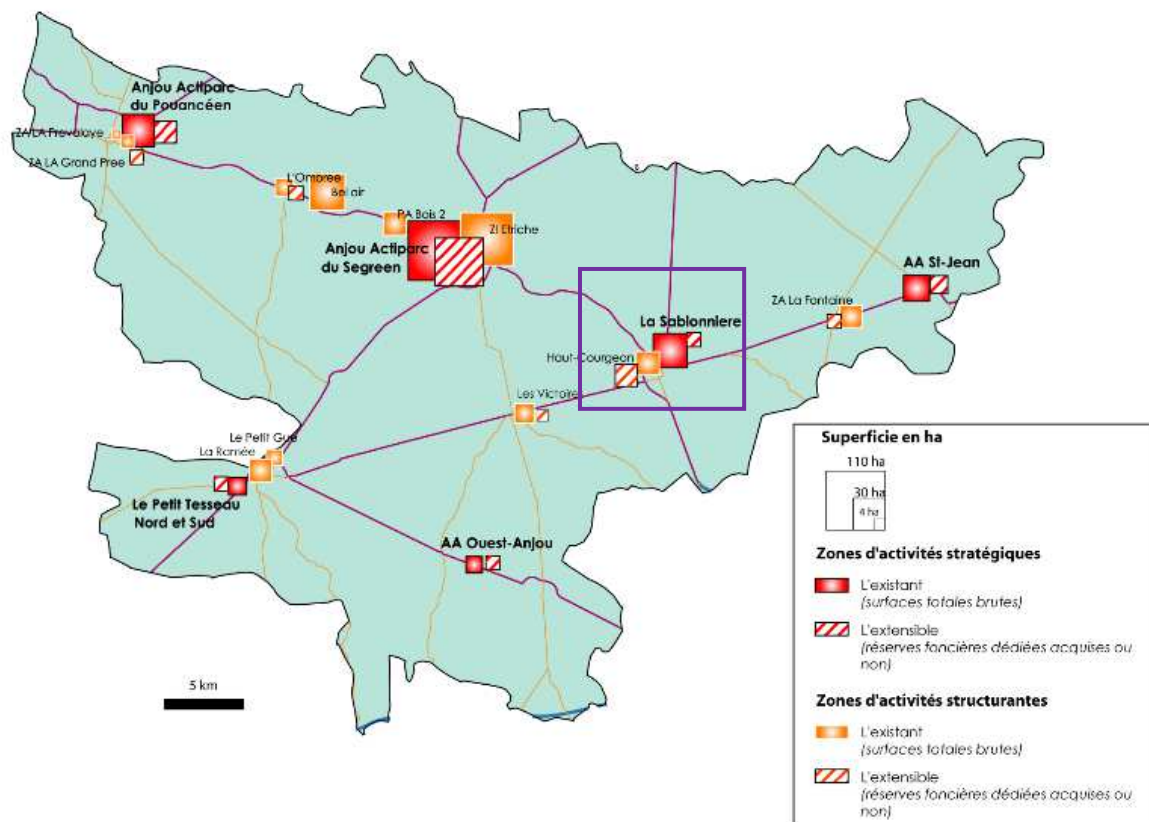 Anjou Actiparc
du Pouancéen
ZA LA Prevalaye
ZA LA Grand Pree
L'Ombree
Bel air
PA Bois 2
ZI Etriche
Anjou Actiparc
du Segreen
AA St-Jean
ZA La Fontaine
La Sablonniere
Haut-Courgeon
Les Victoires
Le Petit Gué
La Ramée
Le Petit Tesseau
Nord et Sud
AA Ouest-Anjou
5 km
Superficie en ha
110 ha
30 ha
4 ha
Zones d'activités stratégiques
L'existant
(surfaces totales brutes)
L'extensible
(réserves foncières dédiées acquises ou
non)
Zones d'activités structurantes
L'existant
(surfaces totales brutes)
L'extensible
(réserves foncières dédiées acquises ou
non)